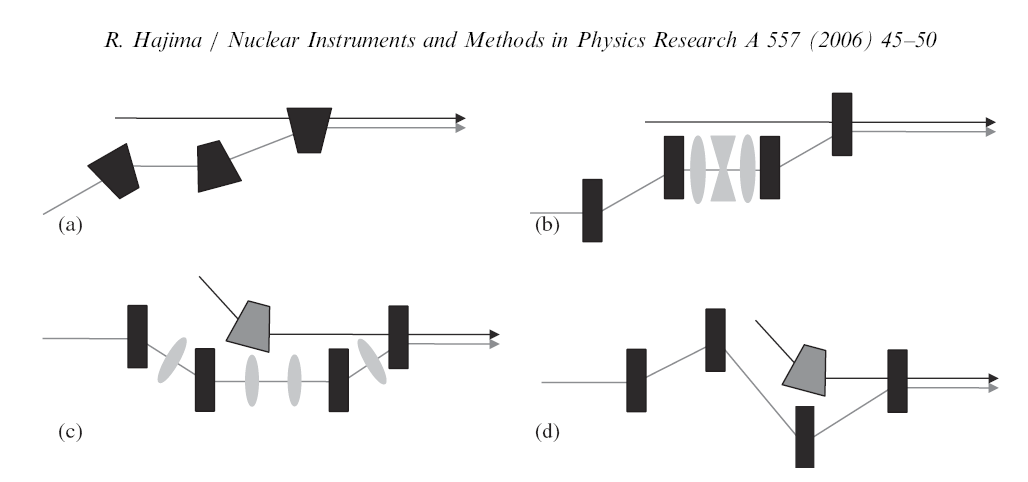 R. Hajima / Nuclear Instruments and Methods in Physics Research A 557 (2006) 45–50
(a)
(b)
(c)
(d)